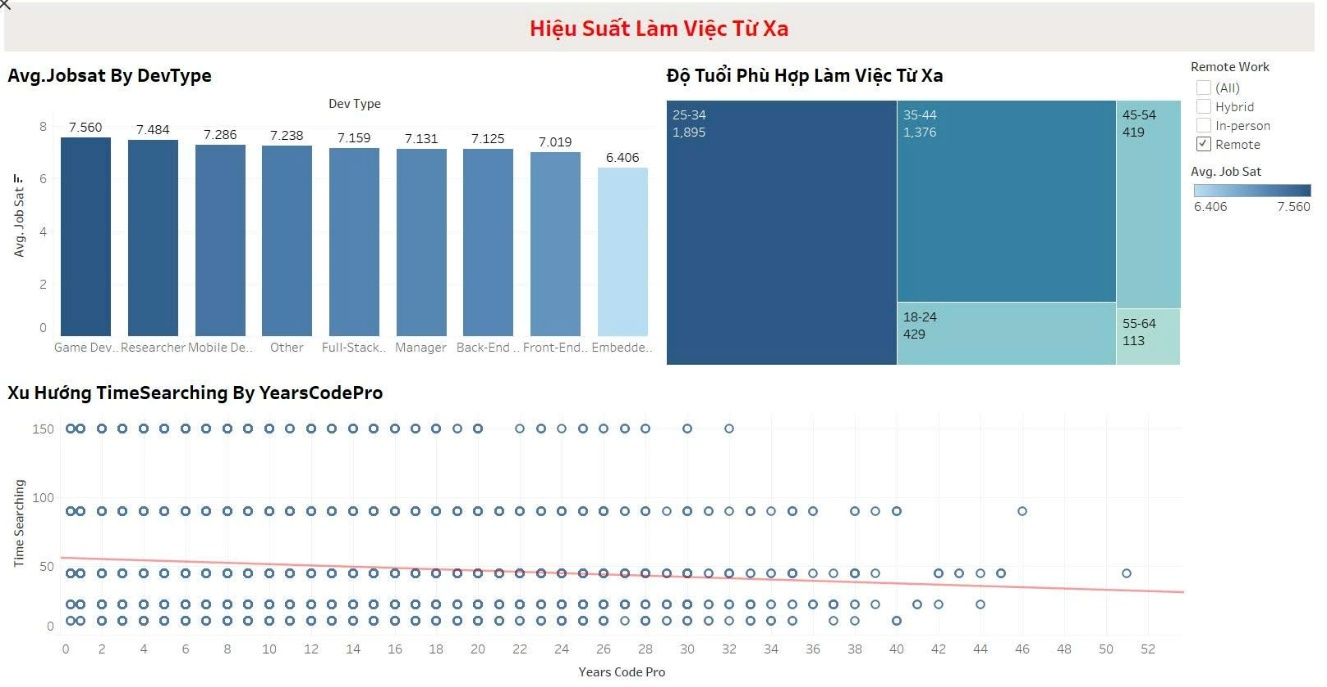 Hiệu Suất Làm Việc Từ Xa
Avg.Jobsat By DevType
Dev Type
Avg. Job Sat
8
6
4
2
0
7.560
7.484
7.286
7.238
7.159
7.131
7.125
7.019
6.406
Game Dev.. Researcher Mobile De.. Other Full-Stack.. Manager Back-End .. Front-End.. Embedde..
Độ Tuổi Phù Hợp Làm Việc Từ Xa
25-34
1,895
35-44
1,376
18-24
429
45-54
419
55-64
113
Remote Work
(All)
Hybrid
In-person
Remote
Avg. Job Sat
6.406 7.560
Xu Hướng TimeSearching By YearsCodePro
Time Searching
150
100
50
0
0 2 4 6 8 10 12 14 16 18 20 22 24 26 28 30 32 34 36 38 40 42 44 46 48 50 52
Years Code Pro